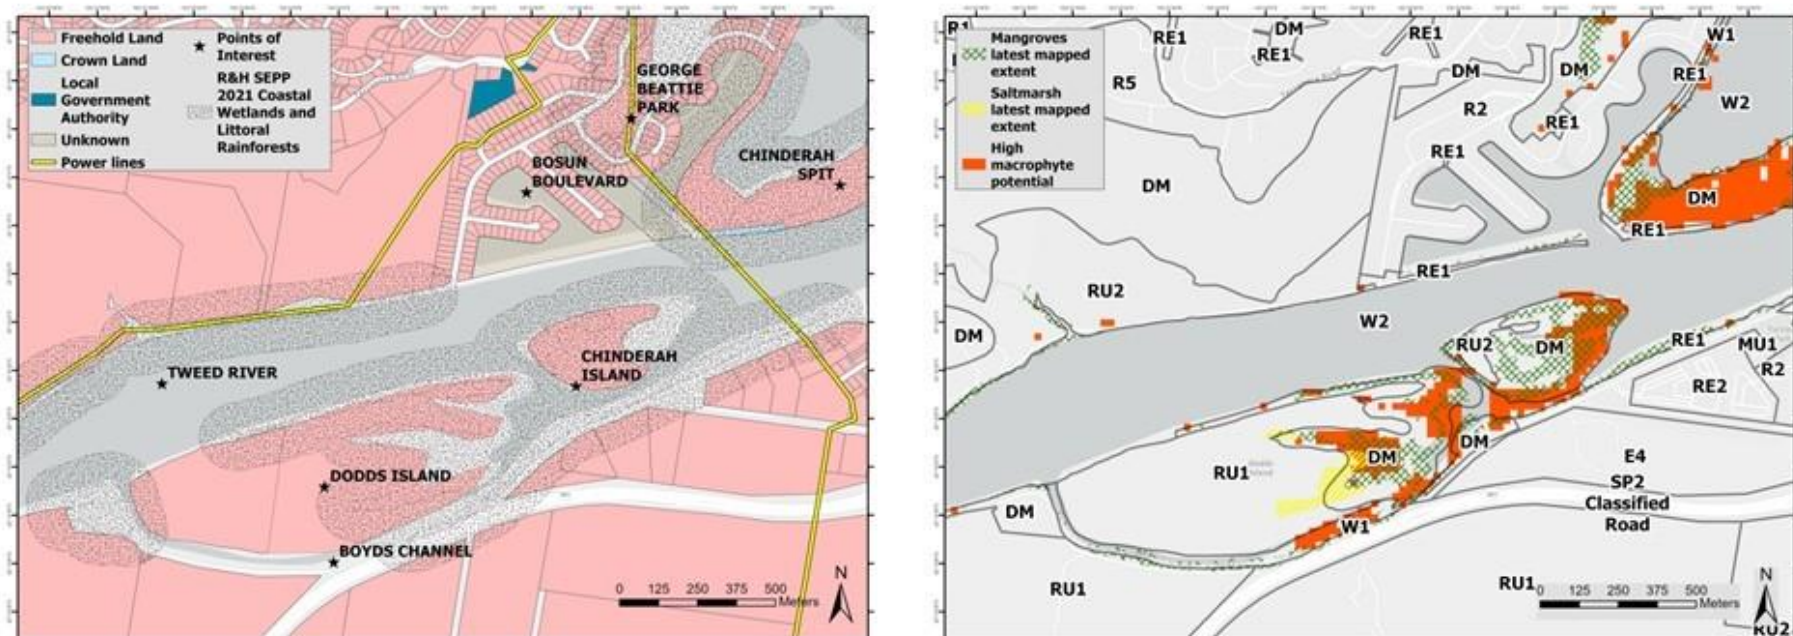 Freehold Land
Crown Land
Local
Government
Authority
Unknown
Power lines
Points of
Interest
R&H SEPP
2021 Coastal
Wetlands and
Littoral
Rainforests
GEORGE
BEATTIE
PARK
CHINDERAH
SPIT
BOSUN
BOULEVARD
TWEED RIVER
CHINDERAH
ISLAND
DODDS ISLAND
BOYDS CHANNEL
0 125 250 375 500
Meters
N
Mangroves
latest mapped
extent
Saltmarsh
latest mapped
extent
High
macrophyte
potential
R1
RE1
DM
RE1
RE1
W1
R5
DM
DM
RE1
W2
R2
RE1
RE1
DM
DM
RE1
RE1
RU2
W2
DM
RU2
DM
RE1
MU1
R2
RE2
DM
DM
RU1
E4
SP2
Classified
Road
DM
W1
RU1
RU1
0 125 250 375 500
Meters
N
RU2